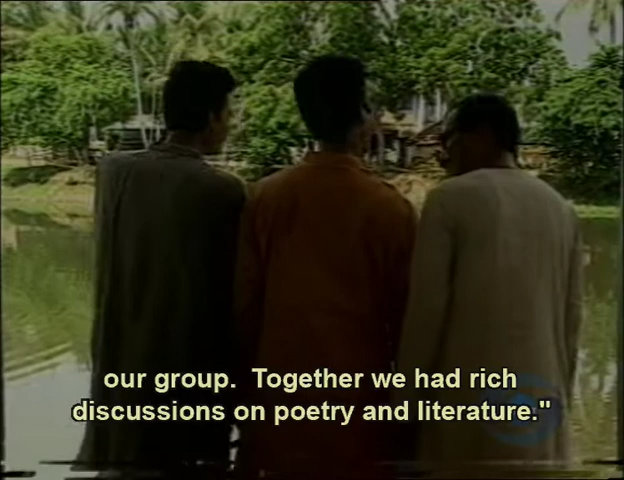 our group.  Together we had rich
discussions on poetry and literature."